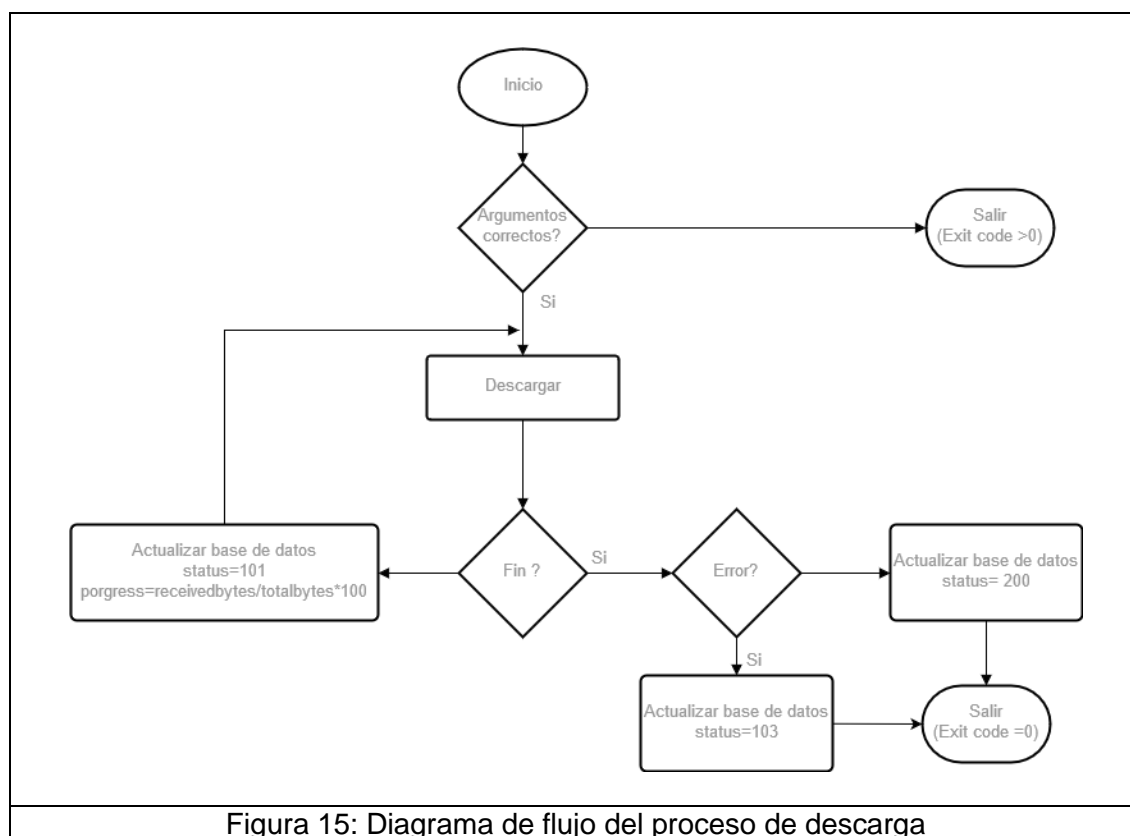 Inicio
Argumentos
correctos?
Salir
(Exit code >0)
Si
Descargar
Actualizar base de datos
status=101
porgress=receivedbytes/totalbytes*100
Fin ?
Si
Error?
Actualizar base de datos
status= 200
Si
Actualizar base de datos
status=103
Salir
(Exit code =0)
Figura 15: Diagrama de flujo del proceso de descarga